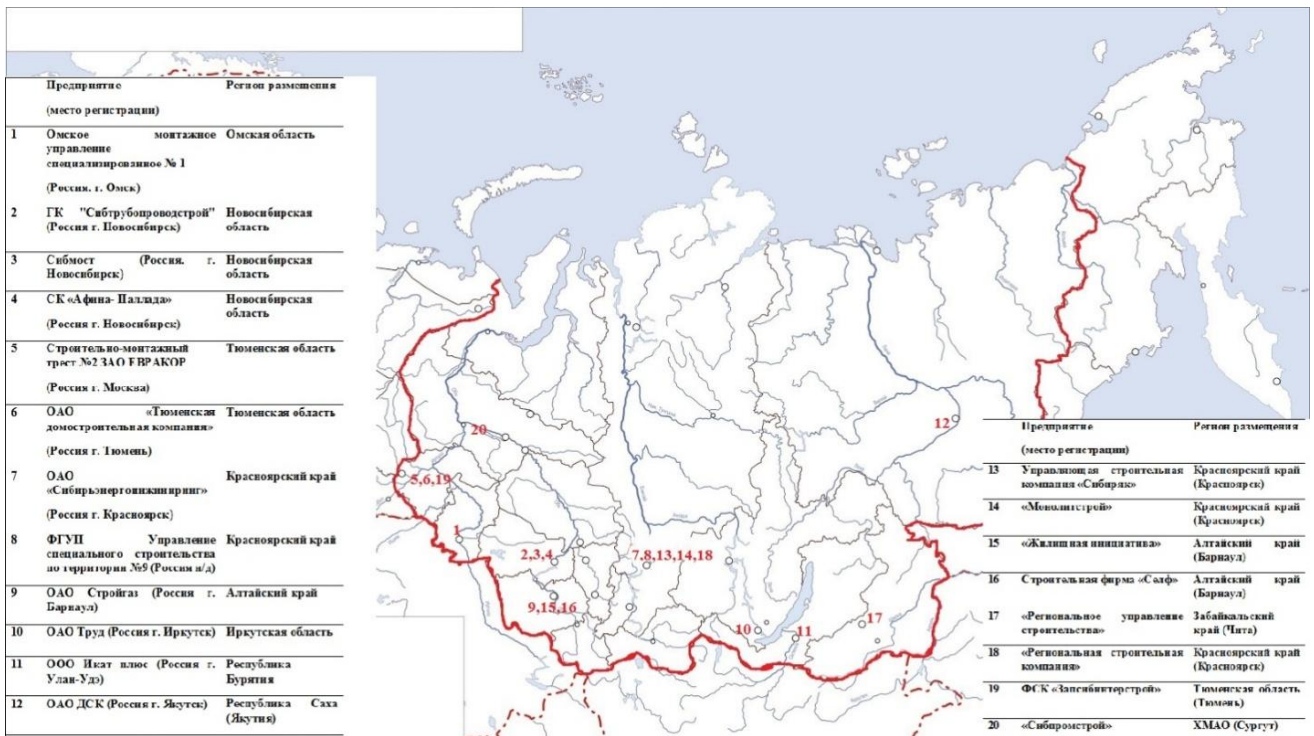 Предприятие Регион размещения
(место регистрации)
1 Омское монтажное Омская область
управление
специализированное № 1
(Россия. г. Омск)
2 ГК "Сибтрубопроводстрой" Новосибирская
(Россия г. Новосибирск) область
3 Сибмост (Россия. г. Новосибирская
Новосибирск) область
4 СК «Афина- Паллада» Новосибирская
область
(Россия г. Новосибирск)
5 Строительно-монтажный Тюменская область
трест №2 ЗАО ЕВРАКОР
(Россия г. Москва)
6 ОАО «Тюменская Тюменская область
домостроительная компания»
(Россия г. Тюмень)
7 ОАО Красноярский край
«Сибирьэнергоинжиниринг»
(Россия г. Красноярск)
8 ФГУП Управление Красноярский край
специального строительства
по территории №9 (Россия н/д)
9 ОАО Стройгаз (Россия г. Алтайский край
Барнаул)
10 ОАО Труд (Россия г. Иркутск) Иркутская область
11 ООО Икат плюс (Россия г. Республика
Улан-Удэ) Бурятия
12 ОАО ДСК (Россия г. Якутск) Республика Саха
(Якутия)
20
5,6,19
1
2,3,4
9,15,16
7,8,13,14,18
10
11
17
12
Предприятие Регион размещения
(место регистрации)
13 Управляющая строительная Красноярский край
компания «Сибиряк» (Красноярск)
14 «Монолитстрой» Красноярский край
(Красноярск)
15 «Жилищная инициатива» Алтайский край
(Барнаул)
16 Строительная фирма «Селф» Алтайский край
(Барнаул)
17 «Региональное управление Забайкальский
строительства» край (Чита)
18 «Региональная строительная Красноярский край
компания» (Красноярск)
19 ФСК «Запсибинтерстрой» Тюменская область
(Тюмень)
20 «Сибпромстрой» ХМАО (Сургут)